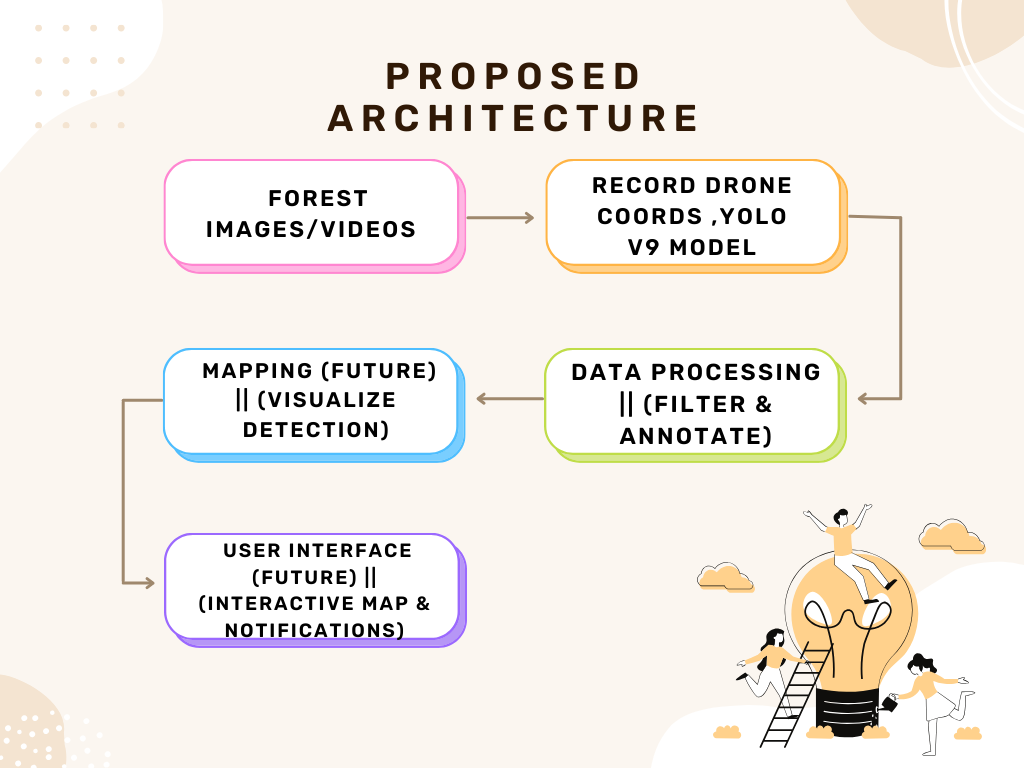 PROPOSED
ARCHITECTURE
FOREST
IMAGES/VIDEOS
RECORD DRONE
COORDS ,YOLO
V9 MODEL
DATA PROCESSING
|| (FILTER &
ANNOTATE)
MAPPING (FUTURE)
|| (VISUALIZE
DETECTION)
USER INTERFACE
(FUTURE) ||
(INTERACTIVE MAP &
NOTIFICATIONS)